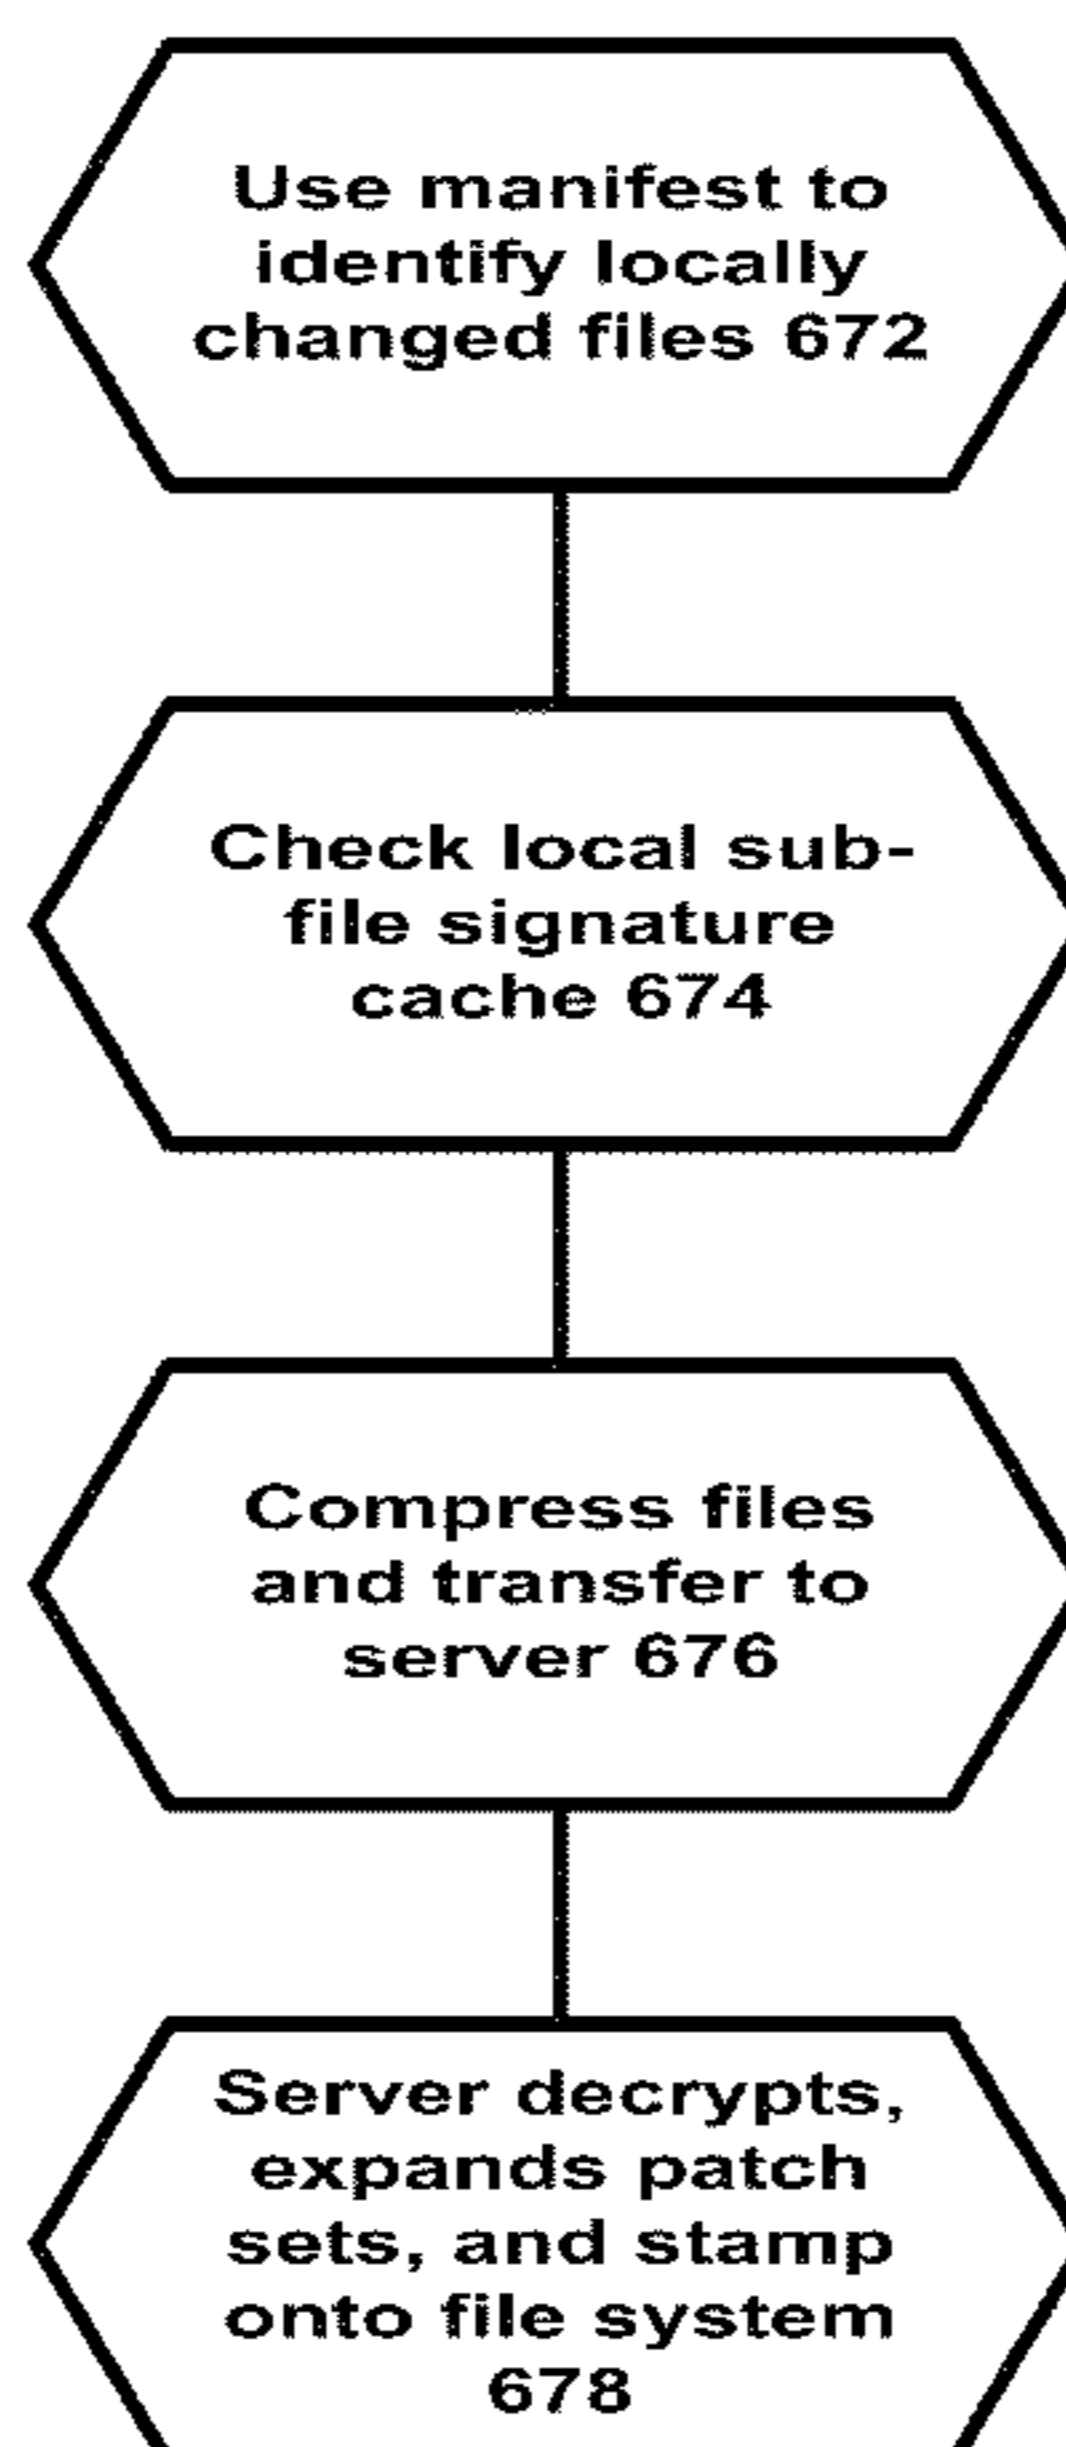 Use manifest to
identify locally
changed files 672
Check local sub-
file signature
cache 674
Compress files
and transfer to
server 676
Server decrypts,
expands patch
sets, and stamp
onto file system
678